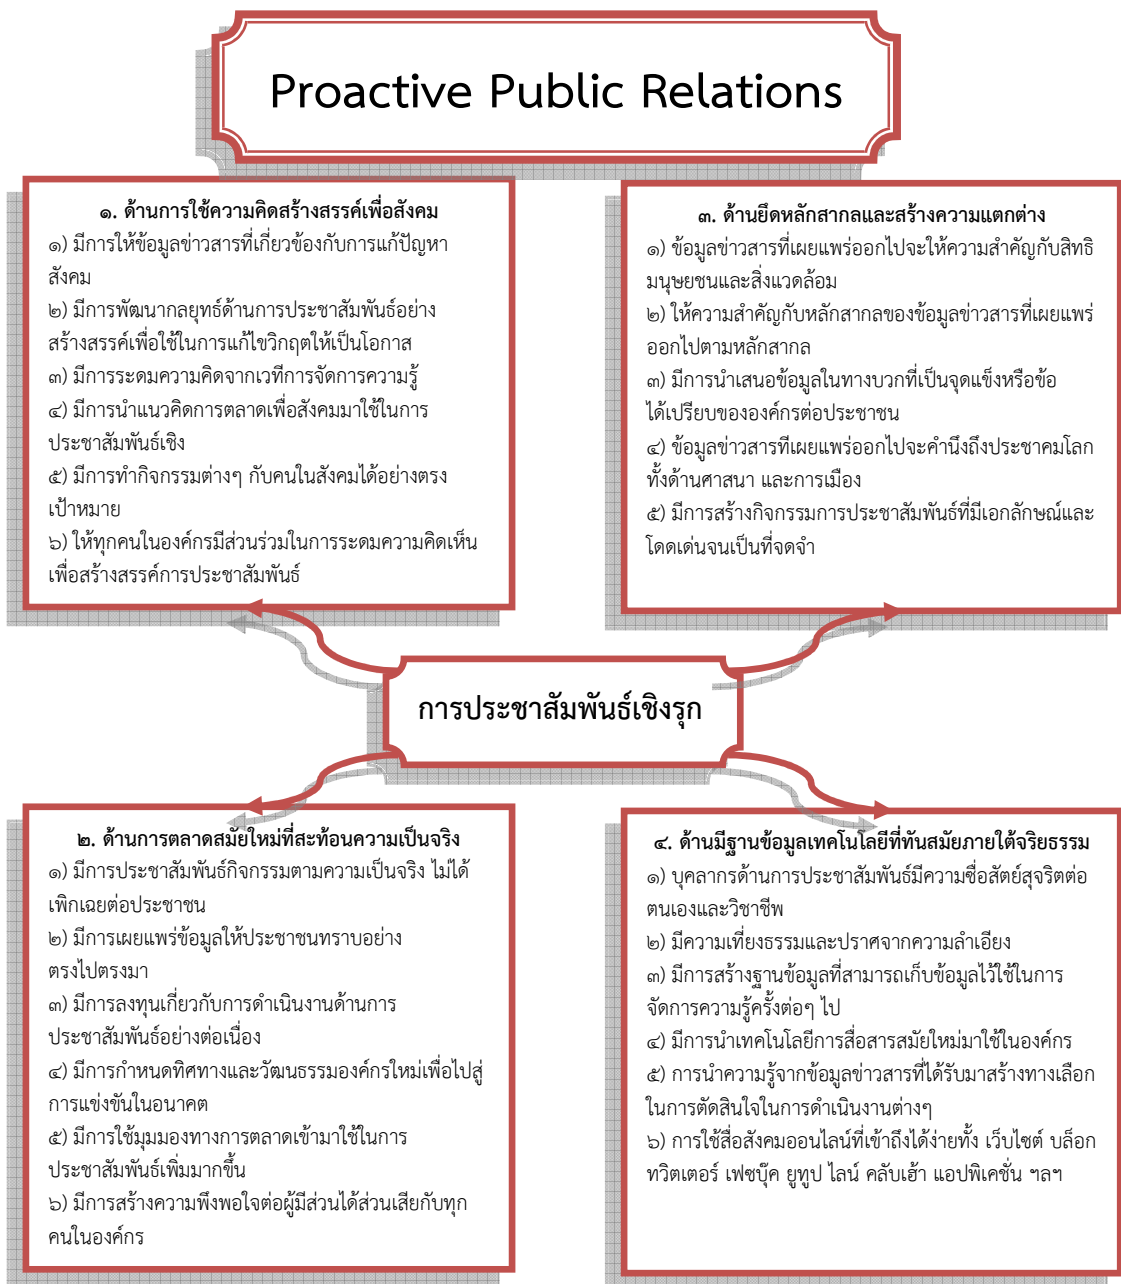 Proactive Public Relations
๑. ด้านการใช้ความคิดสร้างสรรค์เพื่อสังคม
๑) มีการให้ข้อมูลข่าวสารที่เกี่ยวข้องกับการแก้ปัญหา
สังคม
๒) มีการพัฒนากลยุทธ์ด้านการประชาสัมพันธ์อย่าง
สร้างสรรค์เพื่อใช้ในการแก้ไขวิกฤตให้เป็นโอกาส
๓) มีการระดมความคิดจากเวทีการจัดการความรู้
๔) มีการนำแนวคิดการตลาดเพื่อสังคมมาใช้ในการ
ประชาสัมพันธ์เชิง
๕) มีการทำกิจกรรมต่างๆ กับคนในสังคมได้อย่างตรง
เป้าหมาย
๖) ให้ทุกคนในองค์กรมีส่วนร่วมในการระดมความคิดเห็น
เพื่อสร้างสรรค์การประชาสัมพันธ์
๓. ด้านยึดหลักสากลและสร้างความแตกต่าง
๑) ข้อมูลข่าวสารที่เผยแพร่ออกไปจะให้ความสำคัญกับสิทธิ
มนุษยชนและสิ่งแวดล้อม
๒) ให้ความสำคัญกับหลักสากลของข้อมูลข่าวสารที่เผยแพร่
ออกไปตามหลักสากล
๓) มีการนำเสนอข้อมูลในทางบวกที่เป็นจุดแข็งหรือข้อ
ได้เปรียบขององค์กรต่อประชาชน
๔) ข้อมูลข่าวสารที่เผยแพร่ออกไปจะคำนึงถึงประชาคมโลก
ทั้งด้านศาสนา และการเมือง
๕) มีการสร้างกิจกรรมการประชาสัมพันธ์ที่มีเอกลักษณ์และ
โดดเด่นจนเป็นที่จดจำ
การประชาสัมพันธ์เชิงรุก
๒. ด้านการตลาดสมัยใหม่ที่สะท้อนความเป็นจริง
๑) มีการประชาสัมพันธ์กิจกรรมตามความเป็นจริง ไม่ได้
เพิกเฉยต่อประชาชน
๒) มีการเผยแพร่ข้อมูลให้ประชาชนทราบอย่าง
ตรงไปตรงมา
๓) มีการลงทุนเกี่ยวกับการดำเนินงานด้านการ
ประชาสัมพันธ์อย่างต่อเนื่อง
๔) มีการกำหนดทิศทางและวัฒนธรรมองค์กรใหม่เพื่อไปสู่
การแข่งขันในอนาคต
๕) มีการใช้มุมมองทางการตลาดเข้ามาใช้ในการ
ประชาสัมพันธ์เพิ่มมากขึ้น
๖) มีการสร้างความพึงพอใจต่อผู้มีส่วนได้ส่วนเสียกับทุก
คนในองค์กร
๔. ด้านมีฐานข้อมูลเทคโนโลยีที่ทันสมัยภายใต้จริยธรรม
๑) บุคลากรด้านการประชาสัมพันธ์มีความซื่อสัตย์สุจริตต่อ
ตนเองและวิชาชีพ
๒) มีความเที่ยงธรรมและปราศจากความลำเอียง
๓) มีการสร้างฐานข้อมูลที่สามารถเก็บข้อมูลไว้ใช้ในการ
จัดการความรู้ครั้งต่อๆ ไป
๔) มีการนำเทคโนโลยีการสื่อสารสมัยใหม่มาใช้ในองค์กร
๕) การนำความรู้จากข้อมูลข่าวสารที่ได้รับมาสร้างทางเลือก
ในการตัดสินใจในการดำเนินงานต่างๆ
๖) การใช้สื่อสังคมออนไลน์ที่เข้าถึงได้ง่ายทั้ง เว็บไซต์ บล็อก
ทวิตเตอร์ เฟซบุ๊ค ยูทูป ไลน์ คลับเฮ้า แอปพิเคชั่น ฯลฯ